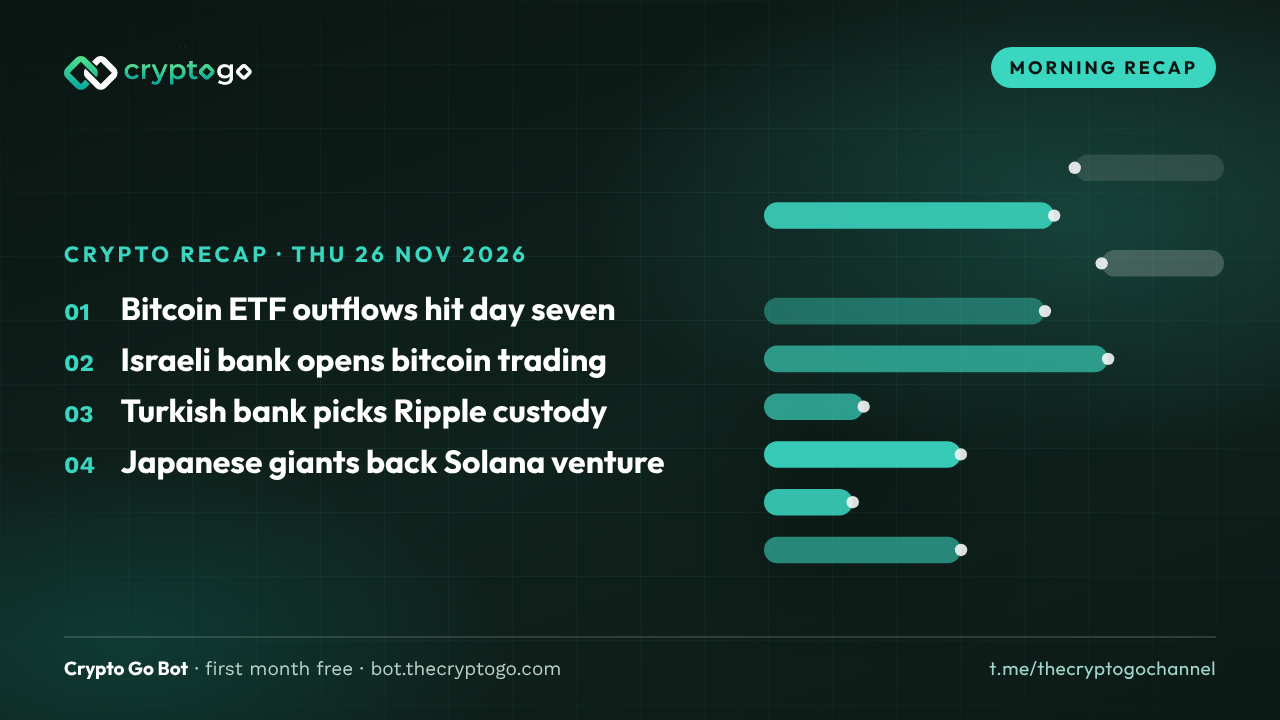 cryptogo
MORNING RECAP
CRYPTO RECAP · THU 26 NOV 2026
01 Bitcoin ETF outflows hit day seven
02 Israeli bank opens bitcoin trading
03 Turkish bank picks Ripple custody
04 Japanese giants back Solana venture
Crypto Go Bot · first month free · bot.thecryptogo.com
t.me/thecryptogochannel